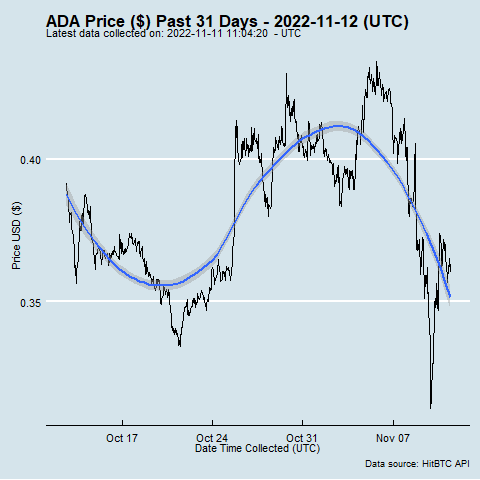 ADA Price ($) Past 31 Days - 2022-11-12 (UTC)
Latest data collected on: 2022-11-11 11:04:20  - UTC
0.40
Price USD ($)
0.35
Oct 17 Oct 24 Oct 31 Nov 07
Date Time Collected (UTC)
Data source: HitBTC API